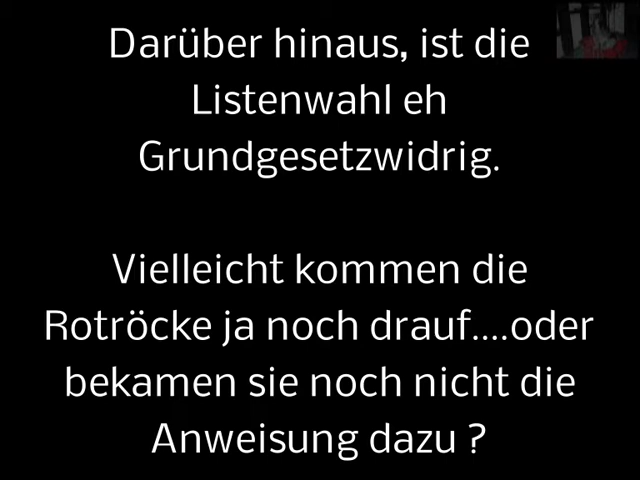 Darüber hinaus, ist die
Listenwahl eh
Grundgesetzwidrig.
Vielleicht kommen die
Rotröcke ja noch drauf....oder
bekamen sie noch nicht die
Anweisung dazu ?